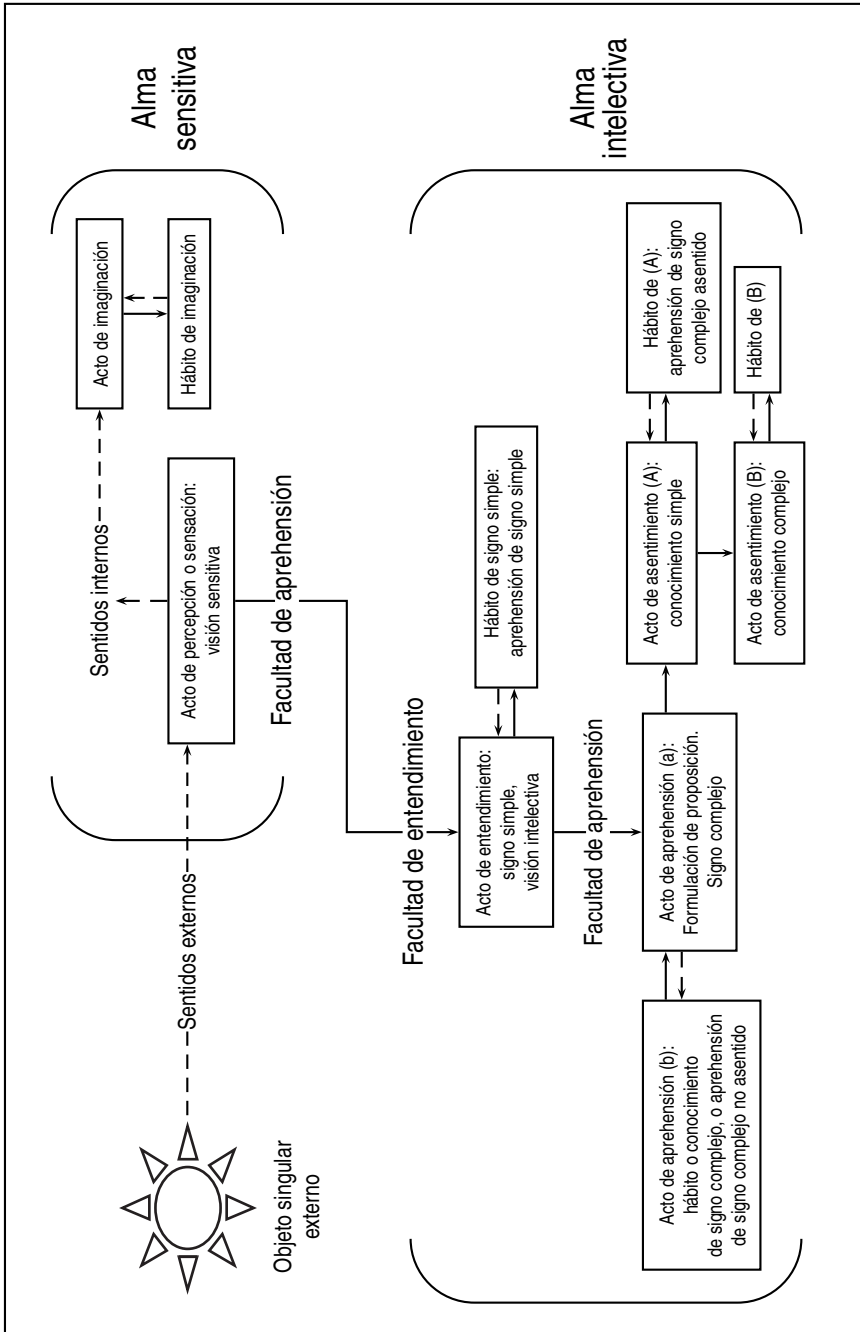 Objeto singular
externo
Sentidos externos
Sentidos internos
Acto de percepción o sensación:
visión sensitiva
Acto de imaginación
Hábito de imaginación
Alma
sensitiva
Facultad de aprehensión
Facultad de entendimiento
Acto de entendimiento:
signo simple,
visión intelectiva
Hábito de signo simple:
aprehensión de signo simple
Facultad de aprehensión
Acto de aprehensión (b):
hábito o conocimiento
de signo complejo, o aprehensión
de signo complejo no asentido
Acto de aprehensión (a):
Formulación de proposición.
Signo complejo
Acto de asentimiento (A):
conocimiento simple
Hábito de (A):
aprehensión de signo
complejo asentido
Acto de asentimiento (B):
conocimiento complejo
Hábito de (B)
Alma
intelectiva